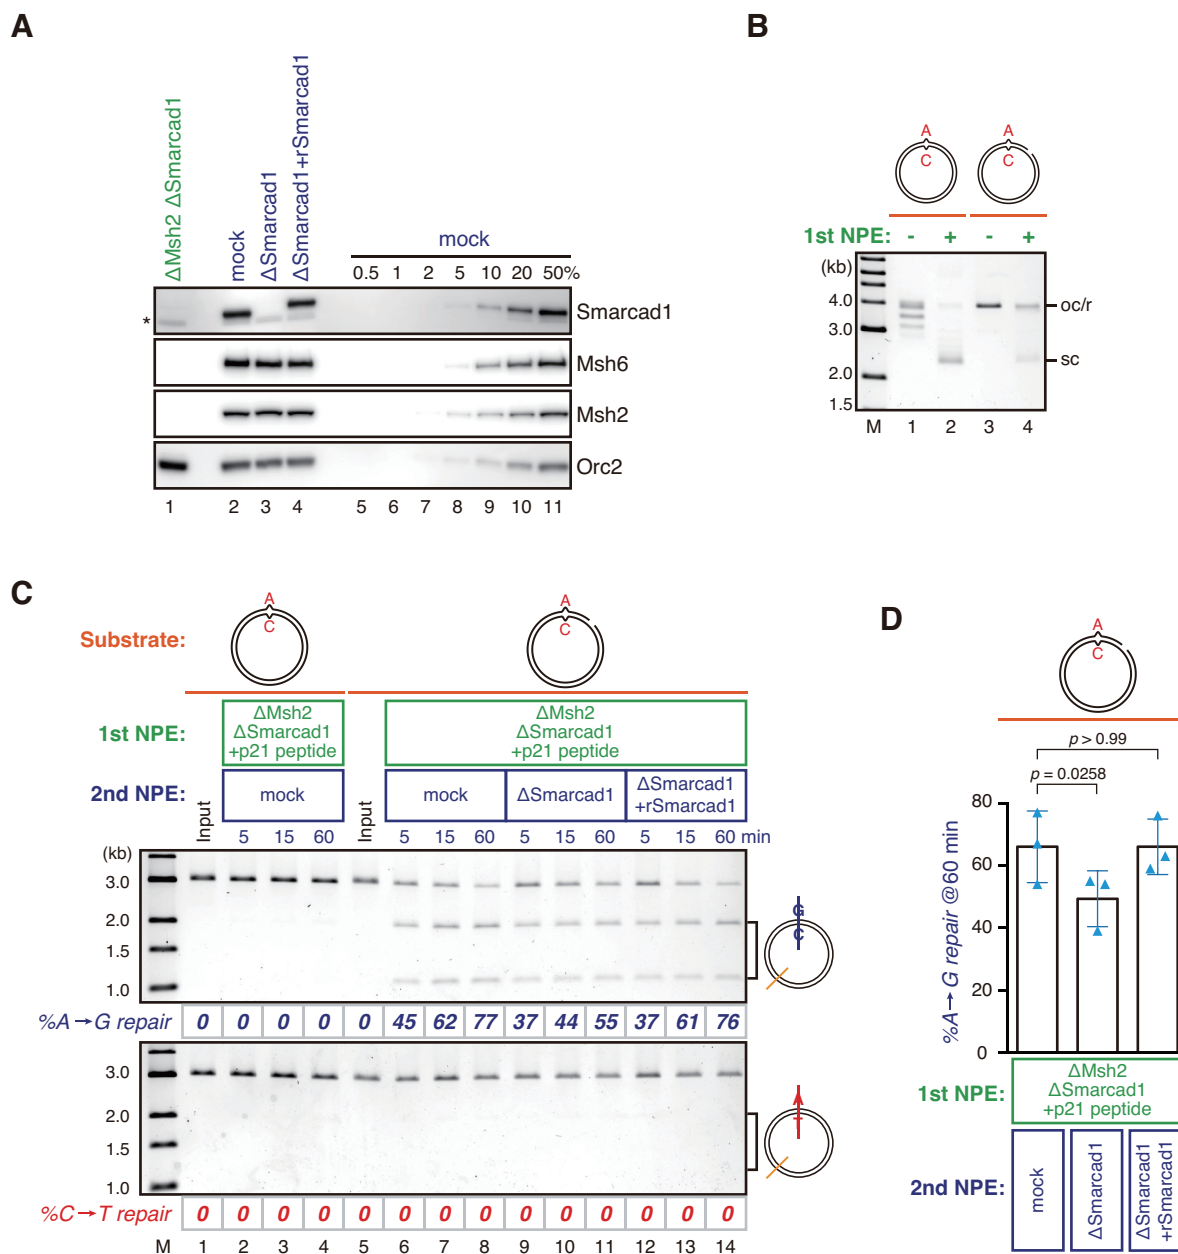 A
ΔMsh2 ΔSmarcad1
mock
ΔSmarcad1
ΔSmarcad1+rSmarcad1
mock
0.5 1 2 5 10 20 50%
* Smarcad1
Msh6
Msh2
Orc2
1 2 3 4 5 6 7 8 9 10 11
B
A A
C C
1st NPE: - + - +
(kb)
4.0 oc/r
3.0
sc
2.0
1.5
M 1 2 3 4
C
A A
C C
Substrate:
1st NPE:
ΔMsh2
ΔSmarcad1
+p21 peptide
ΔMsh2
ΔSmarcad1
+p21 peptide
2nd NPE:
Input
mock
Input
mock
ΔSmarcad1
ΔSmarcad1
+rSmarcad1
5 15 60 5 15 60 5 15 60 5 15 60 min
(kb)
3.0
2.0
1.5
1.0
G
C
%A→G repair 0 0 0 0 0 45 62 77 37 44 55 37 61 76
3.0
2.0
1.5
1.0
A
T
%C→T repair 0 0 0 0 0 0 0 0 0 0 0 0 0 0
M 1 2 3 4 5 6 7 8 9 10 11 12 13 14
D
A
C
p > 0.99
p = 0.0258
%A→G repair @60 min
80
60
40
20
0
1st NPE:
ΔMsh2
ΔSmarcad1
+p21 peptide
2nd NPE:
mock
ΔSmarcad1
ΔSmarcad1
+rSmarcad1